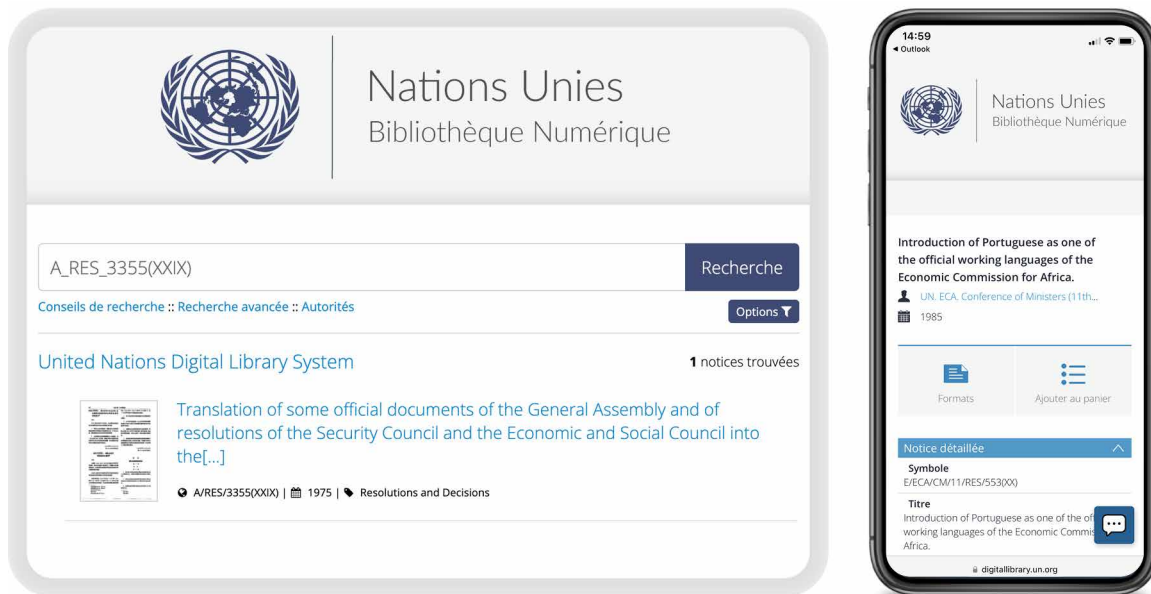 Nations Unies
Bibliothèque Numérique
A_RES_3355(XXIX)
Recherche
Conseils de recherche :: Recherche avancée :: Autorités
Options
United Nations Digital Library System
1 notices trouvées
Translation of some official documents of the General Assembly and of
resolutions of the Security Council and the Economic and Social Council into
the[...]
A/RES/3355(XXIX) | 1975 | Resolutions and Decisions
14:59
◄ Outlook
Nations Unies
Bibliothèque Numérique
Introduction of Portuguese as one of
the official working languages of the
Economic Commission for Africa.
UN. ECA. Conference of Ministers (11th...
1985
Formats
Ajouter au panier
Notice détaillée
Symbole
E/ECA/CM/11/RES/553(XX)
Titre
Introduction of Portuguese as one of the of
working languages of the Economic Commis
Africa.
digitallibrary.un.org